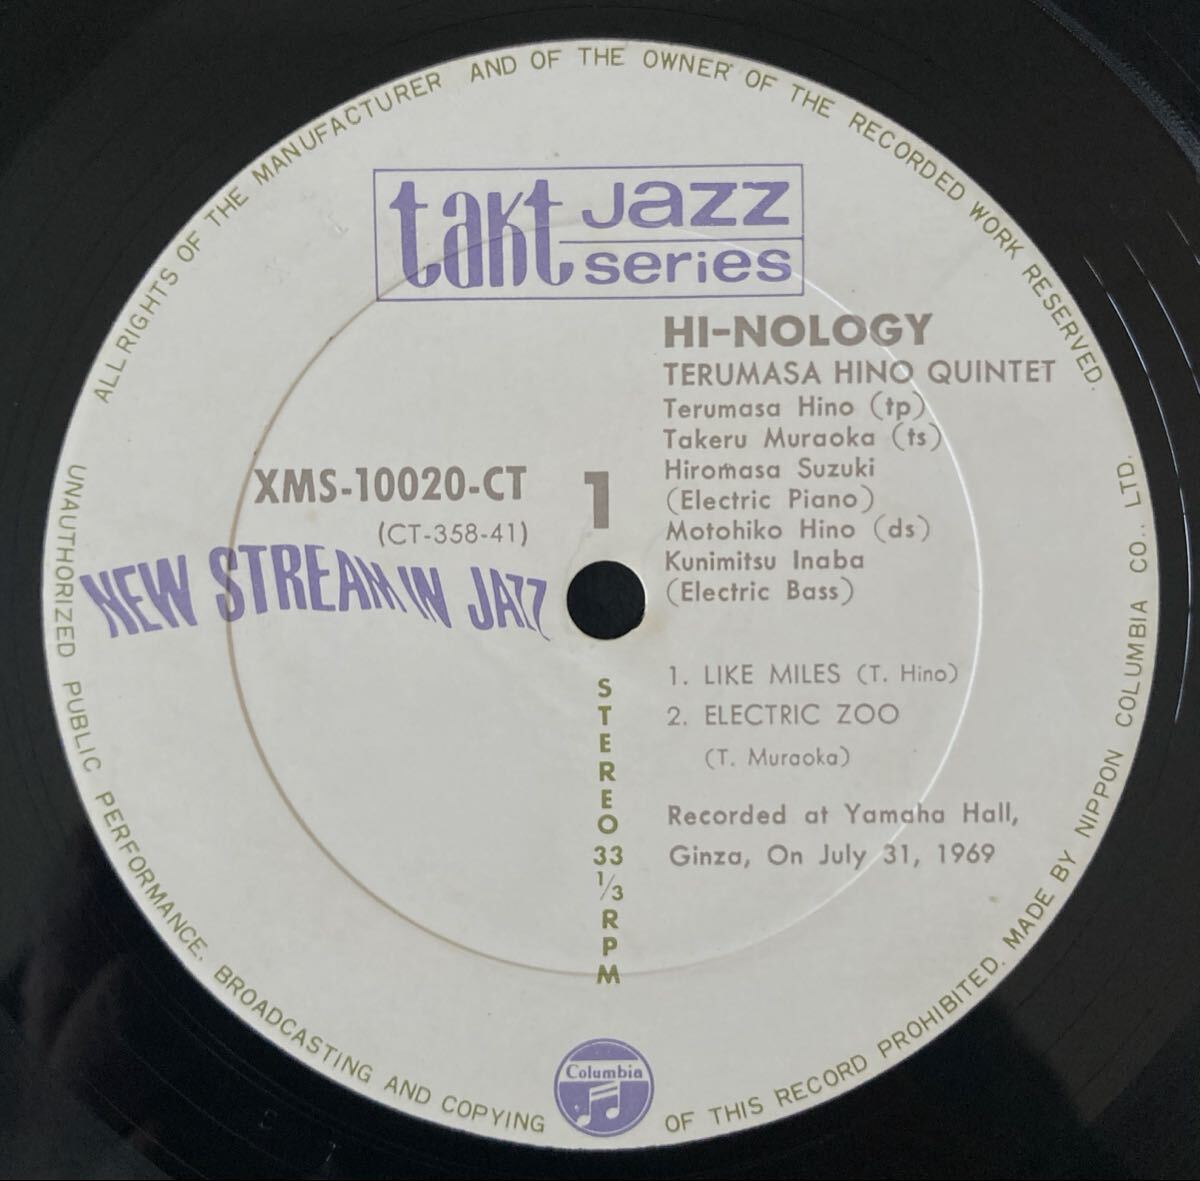 ALL RIGHTS OF THE MANUFACTURER AND OF THE OWNER OF THE RECORDED WORK RESERVED.
takt Jazz
series
HI-NOLOGY
TERUMASA HINO QUINTET
Terumasa Hino (tp)
Takeru Muraoka (ts)
Hiromasa Suzuki
(Electric Piano)
Motohiko Hino (ds)
Kunimitsu Inaba
(Electric Bass)
XMS-10020-CT
(CT-358-41)
1
NEW STREAM IN JAZZ
1. LIKE MILES (T. Hino)
2. ELECTRIC ZOO
(T. Muraoka)
Recorded at Yamaha Hall,
Ginza, On July 31, 1969
STEREO 33 1/3 RPM
Columbia
UNAUTHORIZED PUBLIC PERFORMANCE, BROADCASTING AND COPYING OF THIS RECORD PROHIBITED. MADE BY NIPPON COLUMBIA CO., LTD.